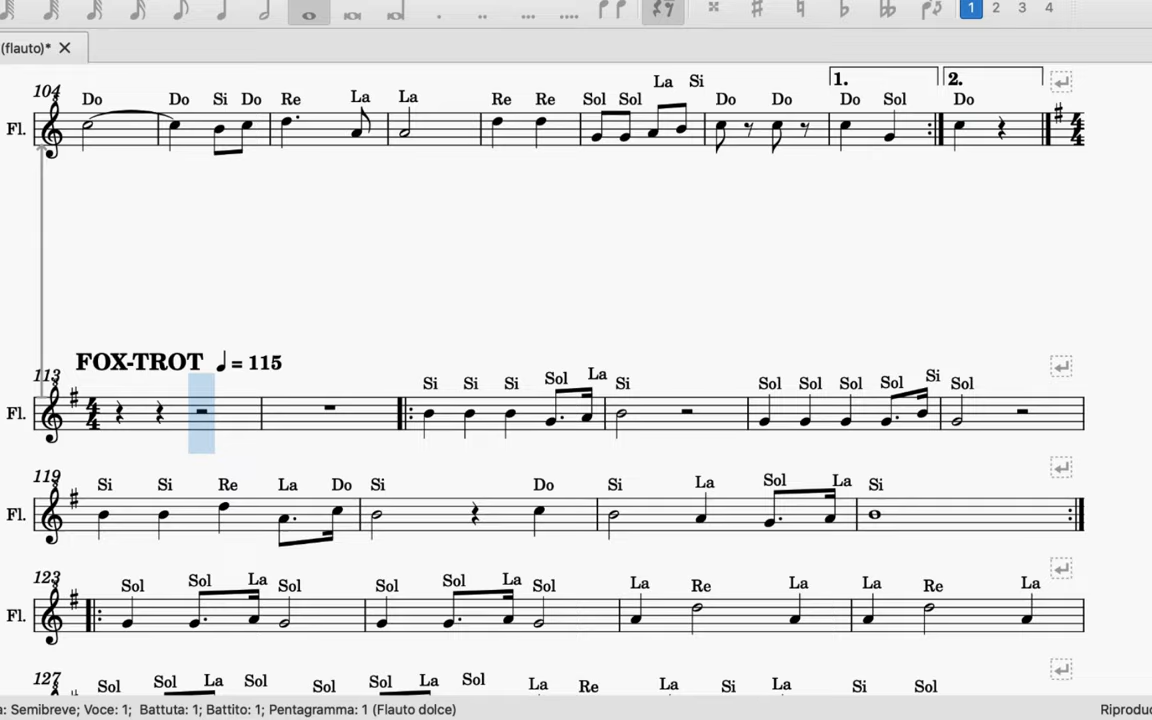 1 2 3 4
(flauto)* ×
104 Do Do Si Do Re La La Re Re Sol Sol La Si Do Do 1. Do Sol 2. Do
Fl.
FOX-TROT ♩ = 115
113 Si Si Si Sol La Si Sol Sol Sol Sol Si Sol
Fl.
119 Si Si Re La Do Si Do Si La Sol La Si
Fl.
123 Sol Sol La Sol Sol Sol La Sol La Re La La Re La
Fl.
127 Sol Sol La Sol Sol Sol La Sol La Re La Si La Si Sol
a: Semibreve; Voce: 1; Battuta: 1; Battito: 1; Pentagramma: 1 (Flauto dolce) Riproduc